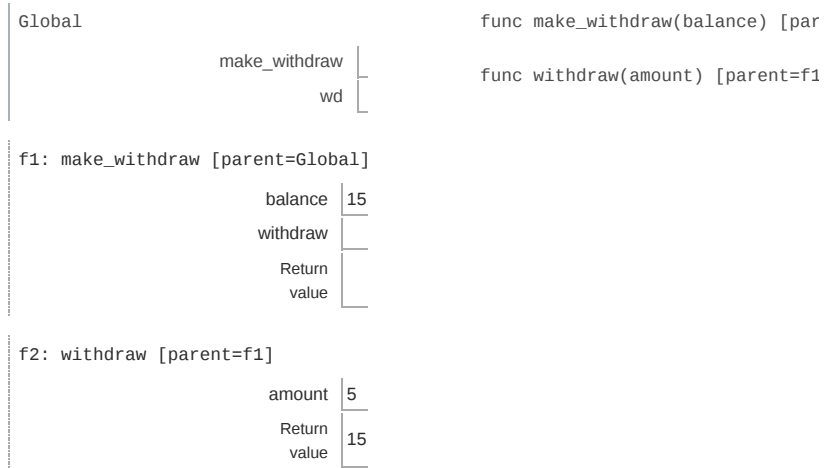 Global
func make_withdraw(balance) [par
make_withdraw
func withdraw(amount) [parent=f1
wd
f1: make_withdraw [parent=Global]
balance 15
withdraw
Return
value
f2: withdraw [parent=f1]
amount 5
Return
value 15